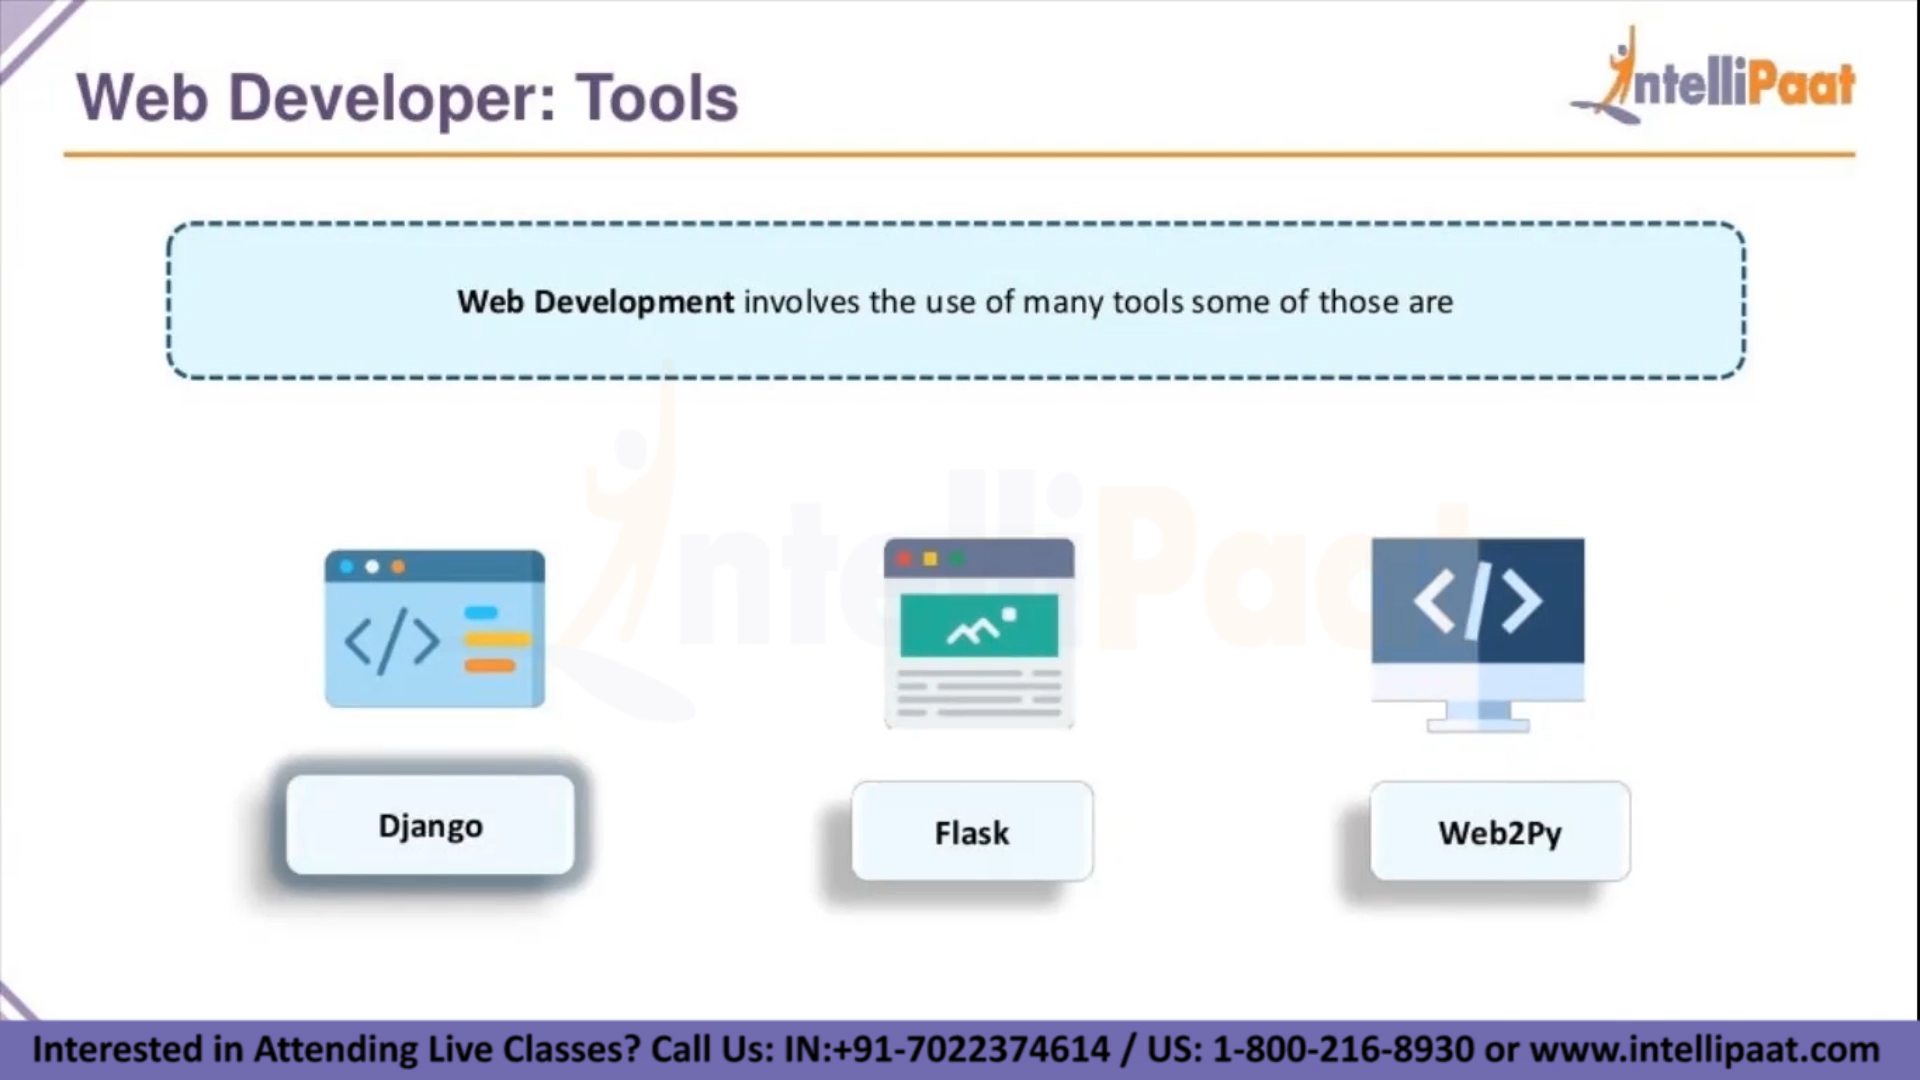 Web Developer: Tools
IntelliPaat
Web Development involves the use of many tools some of those are
IntelliPaat
Django
Flask
Web2Py
Interested in Attending Live Classes? Call Us: IN:+91-7022374614 / US: 1-800-216-8930 or www.intellipaat.com